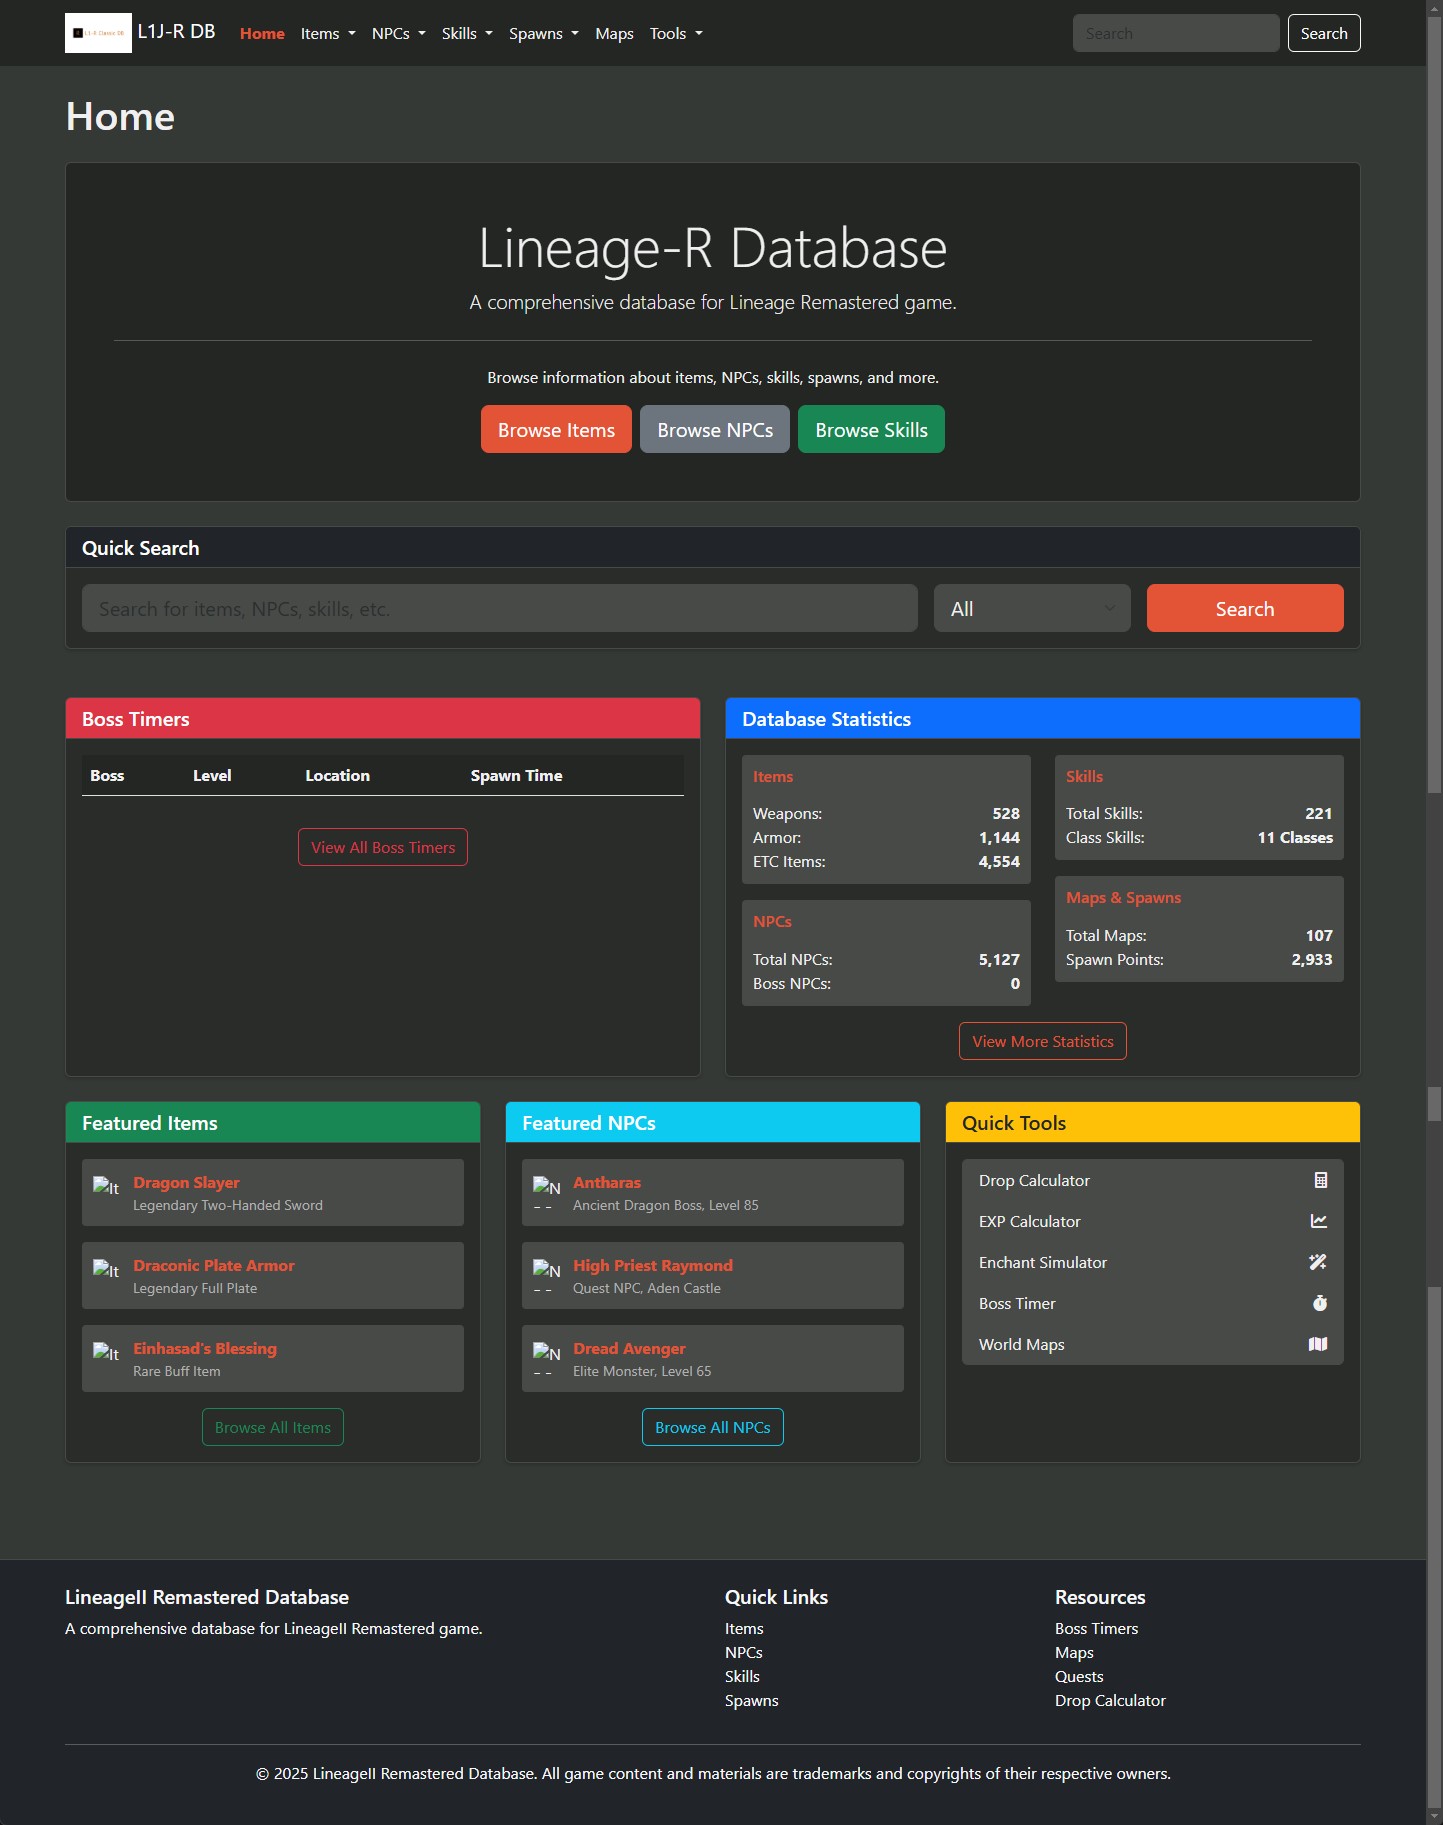 L1-R Classic DB
L1J-R DB
Home
Items
NPCs
Skills
Spawns
Maps
Tools
Search
Search
Home
Lineage-R Database
A comprehensive database for Lineage Remastered game.
Browse information about items, NPCs, skills, spawns, and more.
Browse Items
Browse NPCs
Browse Skills
Quick Search
Search for items, NPCs, skills, etc.
All
Search
Boss Timers
Boss Level Location Spawn Time
View All Boss Timers
Database Statistics
Items
Weapons: 528
Armor: 1,144
ETC Items: 4,554
NPCs
Total NPCs: 5,127
Boss NPCs: 0
Skills
Total Skills: 221
Class Skills: 11 Classes
Maps & Spawns
Total Maps: 107
Spawn Points: 2,933
View More Statistics
Featured Items
It
Dragon Slayer
Legendary Two-Handed Sword
It
Draconic Plate Armor
Legendary Full Plate
It
Einhasad's Blessing
Rare Buff Item
Browse All Items
Featured NPCs
N
Antharas
Ancient Dragon Boss, Level 85
N
High Priest Raymond
Quest NPC, Aden Castle
N
Dread Avenger
Elite Monster, Level 65
Browse All NPCs
Quick Tools
Drop Calculator
EXP Calculator
Enchant Simulator
Boss Timer
World Maps
LineageII Remastered Database
A comprehensive database for LineageII Remastered game.
Quick Links
Items
NPCs
Skills
Spawns
Resources
Boss Timers
Maps
Quests
Drop Calculator
© 2025 LineageII Remastered Database. All game content and materials are trademarks and copyrights of their respective owners.